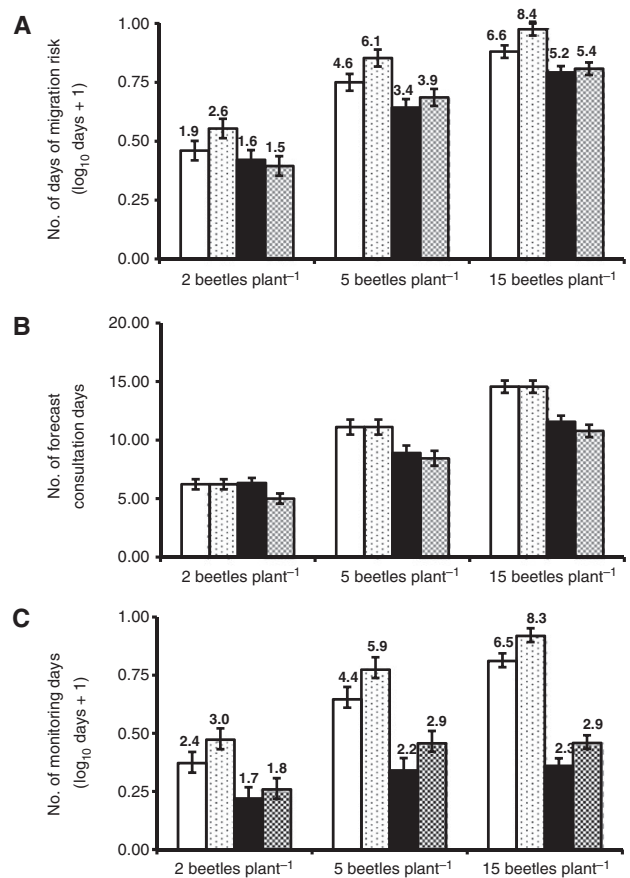 A
No. of days of migration risk
(log10 days + 1)
1.00
0.75
0.50
0.25
0.00
1.9
2.6
1.6
1.5
4.6
6.1
3.4
3.9
6.6
8.4
5.2
5.4
2 beetles plant–1
5 beetles plant–1
15 beetles plant–1
B
No. of forecast
consultation days
20.00
15.00
10.00
5.00
0.00
2 beetles plant–1
5 beetles plant–1
15 beetles plant–1
C
No. of monitoring days
(log10 days + 1)
1.00
0.75
0.50
0.25
0.00
2.4
3.0
1.7
1.8
4.4
5.9
2.2
2.9
6.5
8.3
2.3
2.9
2 beetles plant–1
5 beetles plant–1
15 beetles plant–1